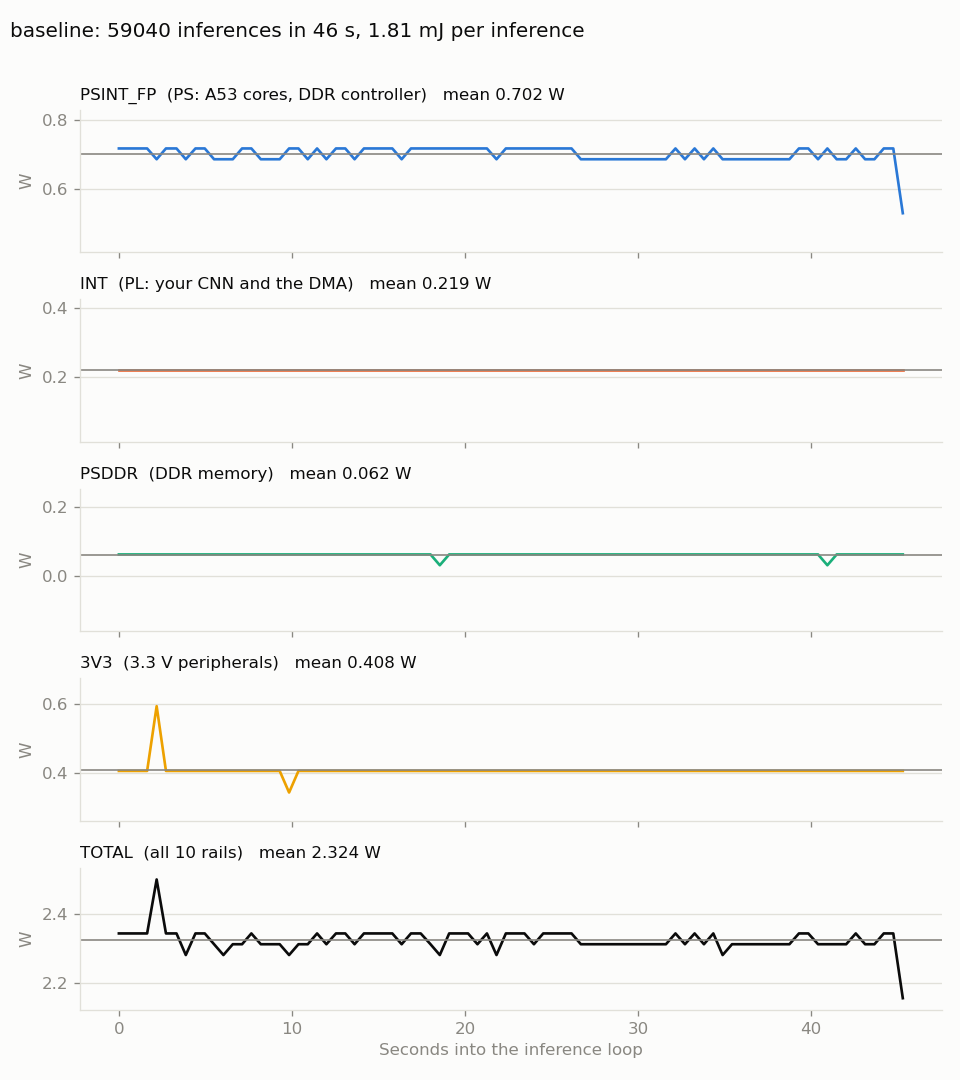 baseline: 59040 inferences in 46 s, 1.81 mJ per inference
PSINT_FP (PS: A53 cores, DDR controller) mean 0.702 W
0.8
W
0.6
INT (PL: your CNN and the DMA) mean 0.219 W
0.4
W
0.2
PSDDR (DDR memory) mean 0.062 W
0.2
W
0.0
3V3 (3.3 V peripherals) mean 0.408 W
0.6
W
0.4
TOTAL (all 10 rails) mean 2.324 W
2.4
W
2.2
0 10 20 30 40
Seconds into the inference loop